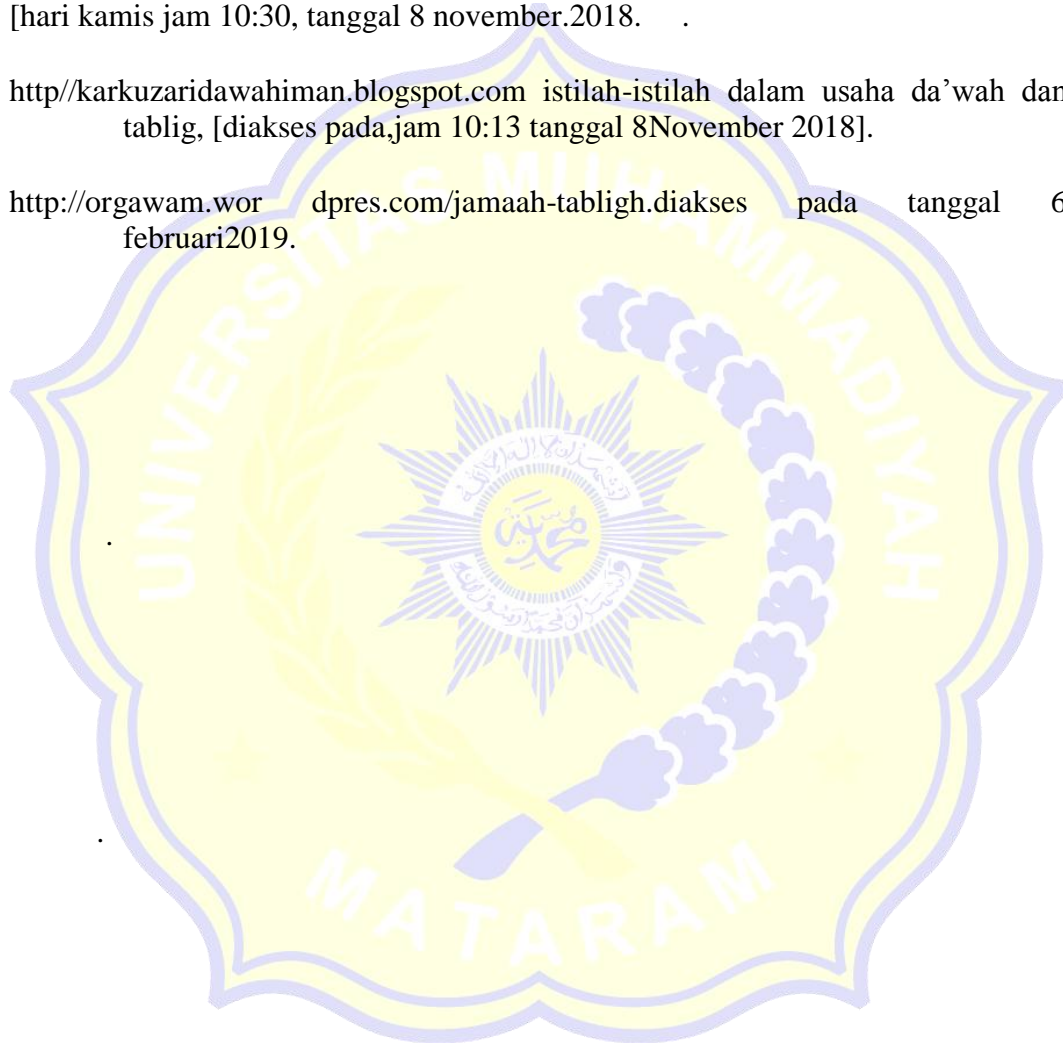 [hari kamis jam 10:30, tanggal 8 november.2018. .
http//karkuzaridawahiman.blogspot.com istilah-istilah dalam usaha da’wah dan
tablig, [diakses pada,jam 10:13 tanggal 8November 2018].
http://orgawam.wor dpres.com/jamaah-tabligh.diakses pada tanggal 6
februari2019.
UNIVERSITAS MUHAMMADIYAH
.
.
MATARAM